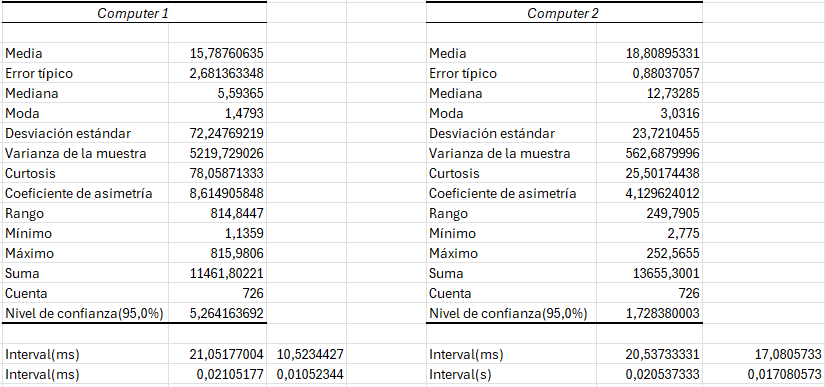 Computer 1 Computer 2
Media 15,78760635 Media 18,80895331
Error típico 2,681363348 Error típico 0,88037057
Mediana 5,59365 Mediana 12,73285
Moda 1,4793 Moda 3,0316
Desviación estándar 72,24769219 Desviación estándar 23,7210455
Varianza de la muestra 5219,729026 Varianza de la muestra 562,6879996
Curtosis 78,05871333 Curtosis 25,50174438
Coeficiente de asimetría 8,614905848 Coeficiente de asimetría 4,129624012
Rango 814,8447 Rango 249,7905
Mínimo 1,1359 Mínimo 2,775
Máximo 815,9806 Máximo 252,5655
Suma 11461,80221 Suma 13655,3001
Cuenta 726 Cuenta 726
Nivel de confianza(95,0%) 5,264163692 Nivel de confianza(95,0%) 1,728380003
Interval(ms) 21,05177004 10,5234427 Interval(ms) 20,53733331 17,0805733
Interval(ms) 0,02105177 0,01052344 Interval(s) 0,020537333 0,017080573